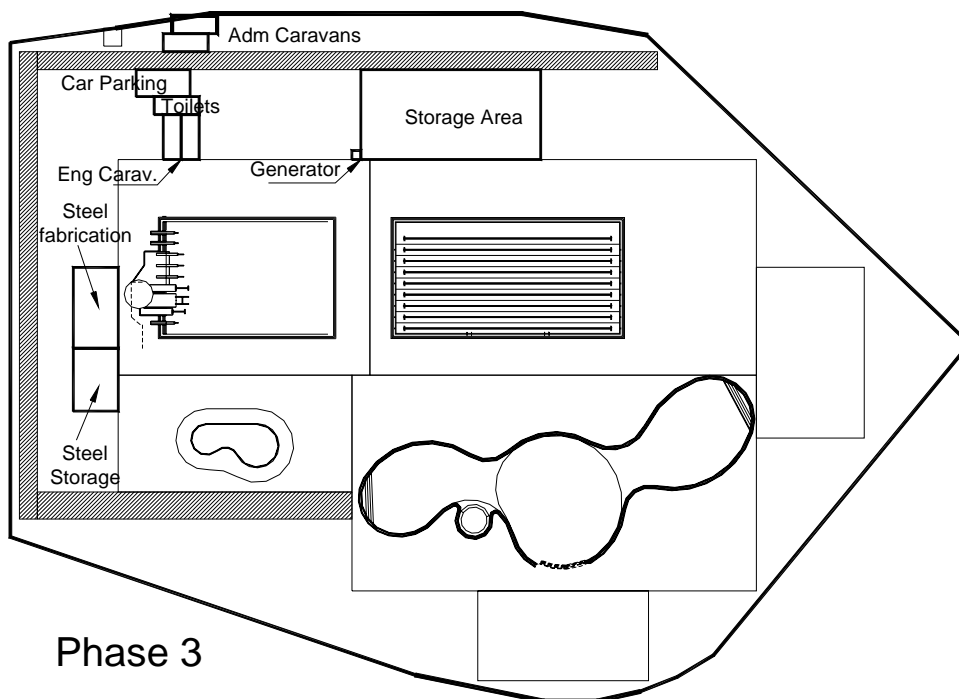 Adm Caravans
Car Parking
Toilets
Storage Area
Eng Carav.
Generator
Steel
fabrication
Steel
Storage
Phase 3